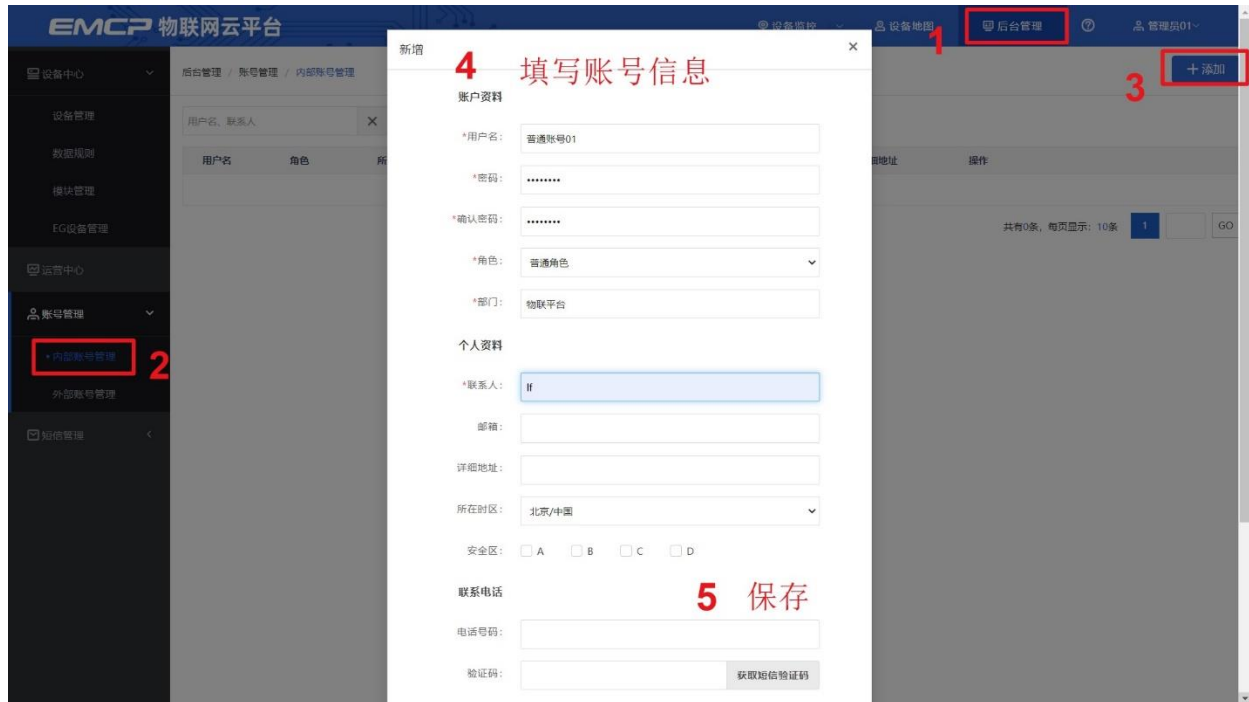 EMCP 物联网云平台
设备监控
设备地图
1
后台管理
管理员01
设备中心
设备管理
数据规则
模块管理
EG设备管理
运营中心
账号管理
•内部账号管理
2
外部账号管理
短信管理
后台管理 / 账号管理 / 内部账号管理
3
+添加
用户名、联系人 ×
用户名 角色 所
细地址 操作
共有0条, 每页显示: 10条 1 GO
新增 ×
4 填写账号信息
账户资料
*用户名: 普通账号01
*密码: ••••••••
*确认密码: ••••••••
*角色: 普通角色
*部门: 物联平台
个人资料
*联系人: lf
邮箱:
详细地址:
所在时区: 北京/中国
安全区: A B C D
联系电话
5 保存
电话号码:
验证码: 获取短信验证码